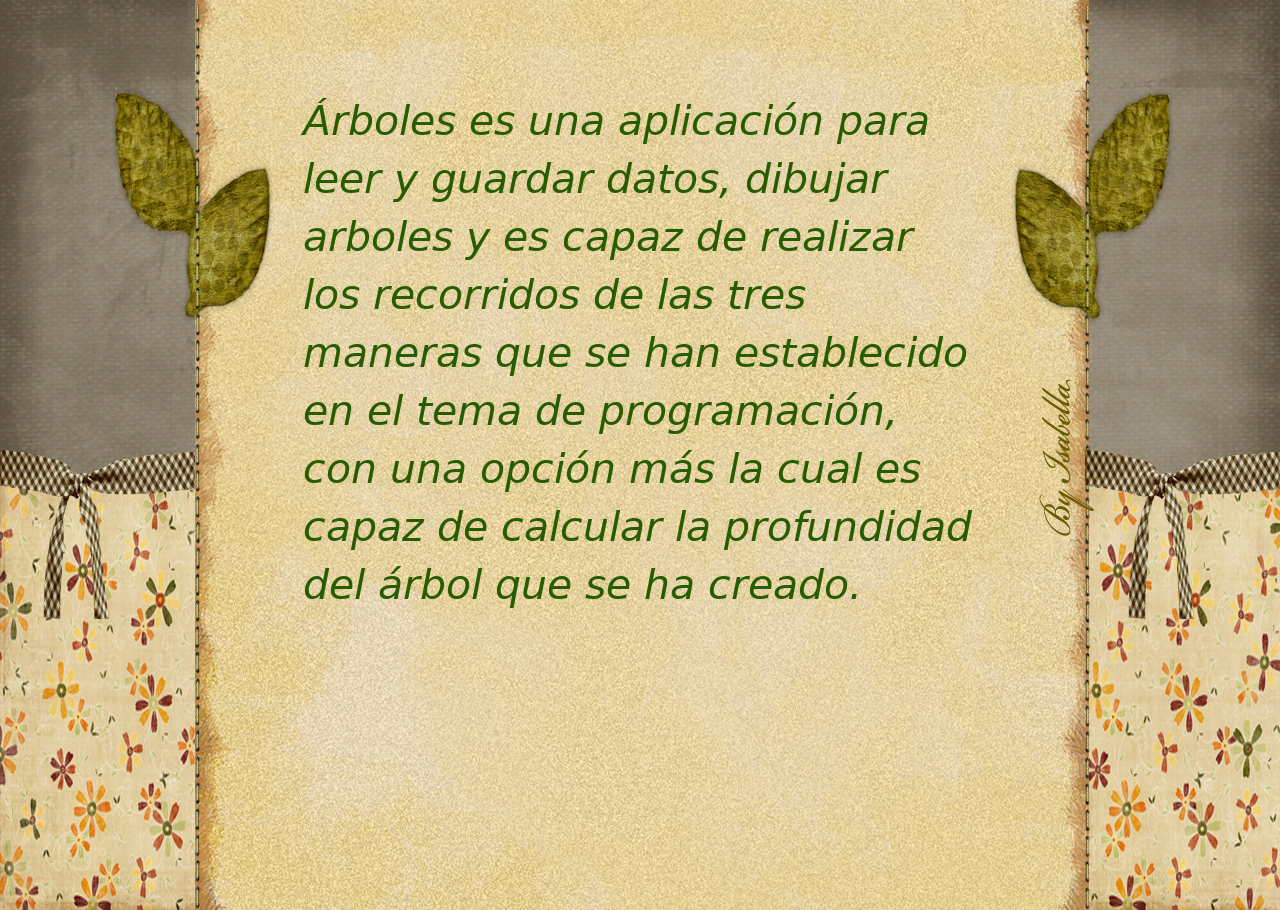 Árboles es una aplicación para
leer y guardar datos, dibujar
arboles y es capaz de realizar
los recorridos de las tres
maneras que se han establecido
en el tema de programación,
con una opción más la cual es
capaz de calcular la profundidad
del árbol que se ha creado.
By Isabella